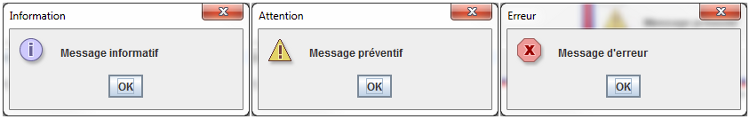 Information
Message informatif
OK
Attention
Message préventif
OK
Erreur
Message d'erreur
OK